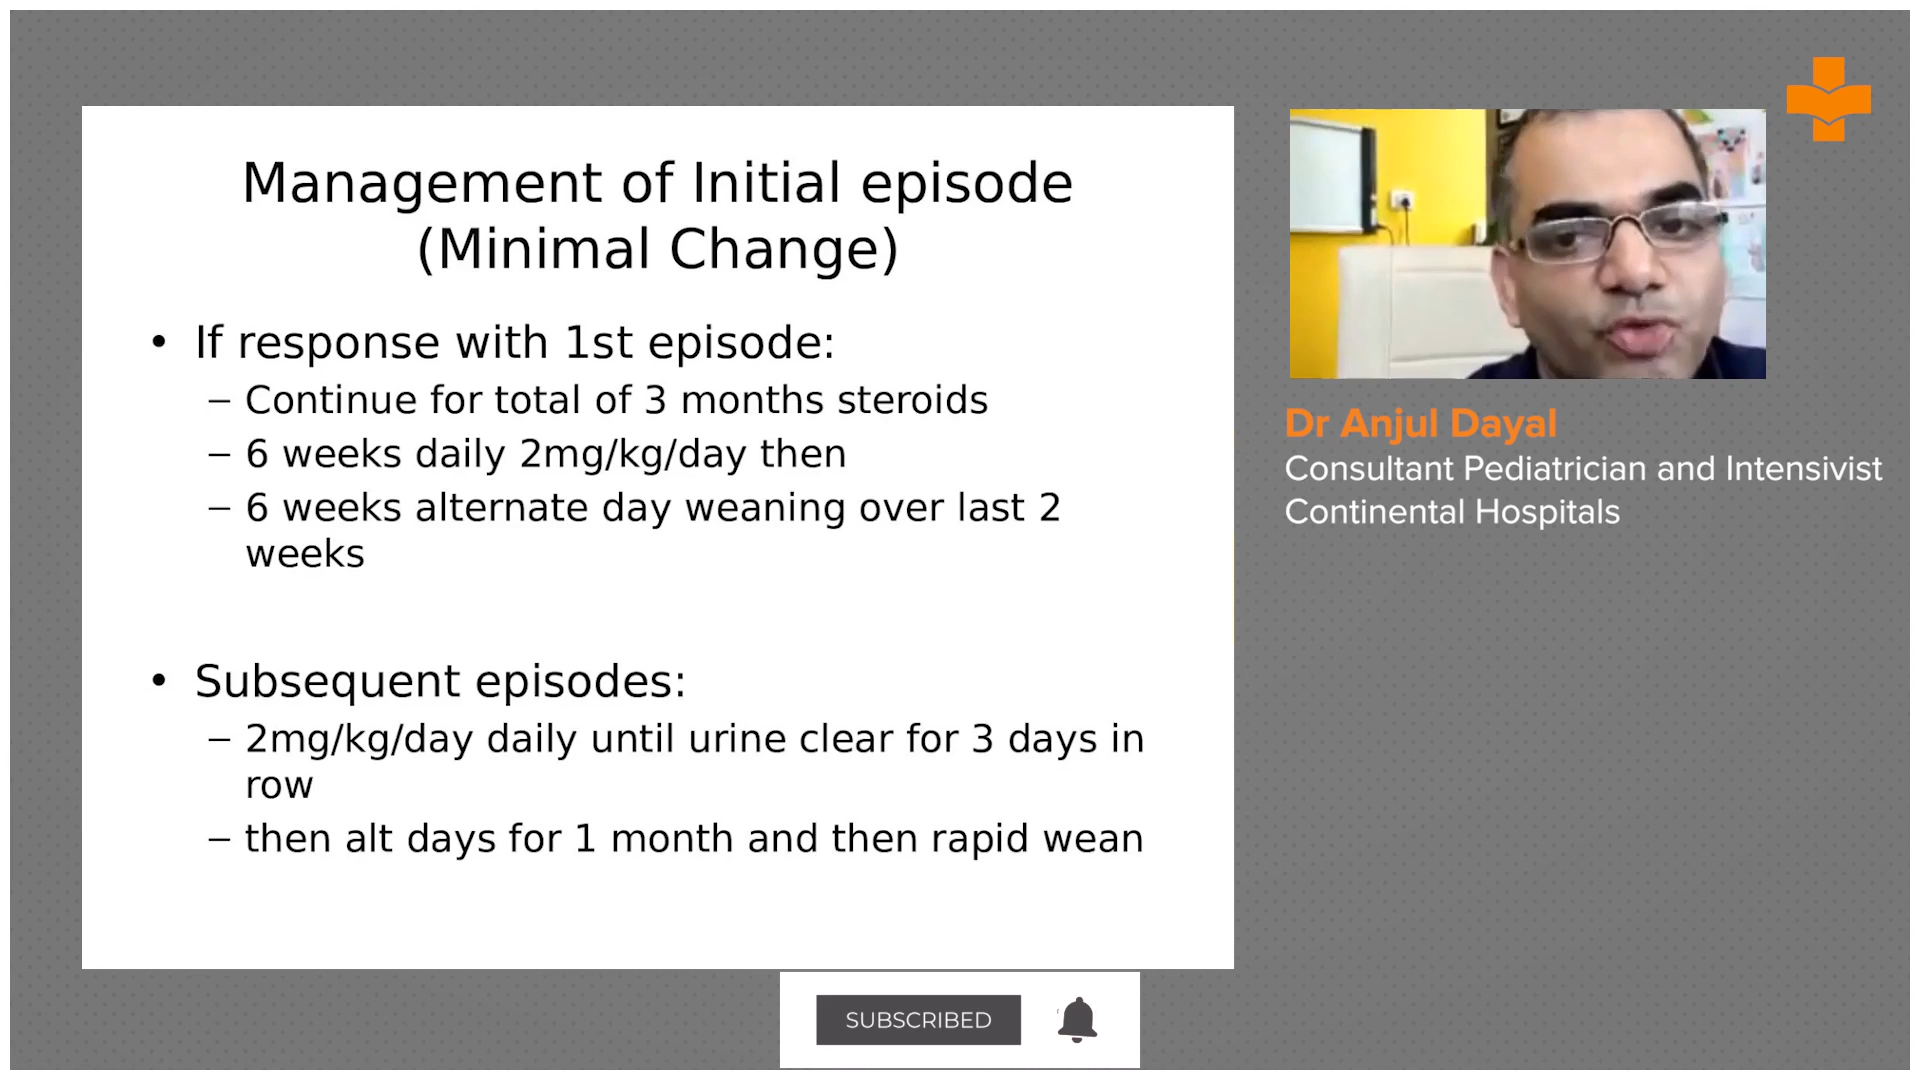 Management of Initial episode
(Minimal Change)
• If response with 1st episode:
– Continue for total of 3 months steroids
– 6 weeks daily 2mg/kg/day then
– 6 weeks alternate day weaning over last 2
weeks
• Subsequent episodes:
– 2mg/kg/day daily until urine clear for 3 days in
row
– then alt days for 1 month and then rapid wean
Dr Anjul Dayal
Consultant Pediatrician and Intensivist
Continental Hospitals
SUBSCRIBED